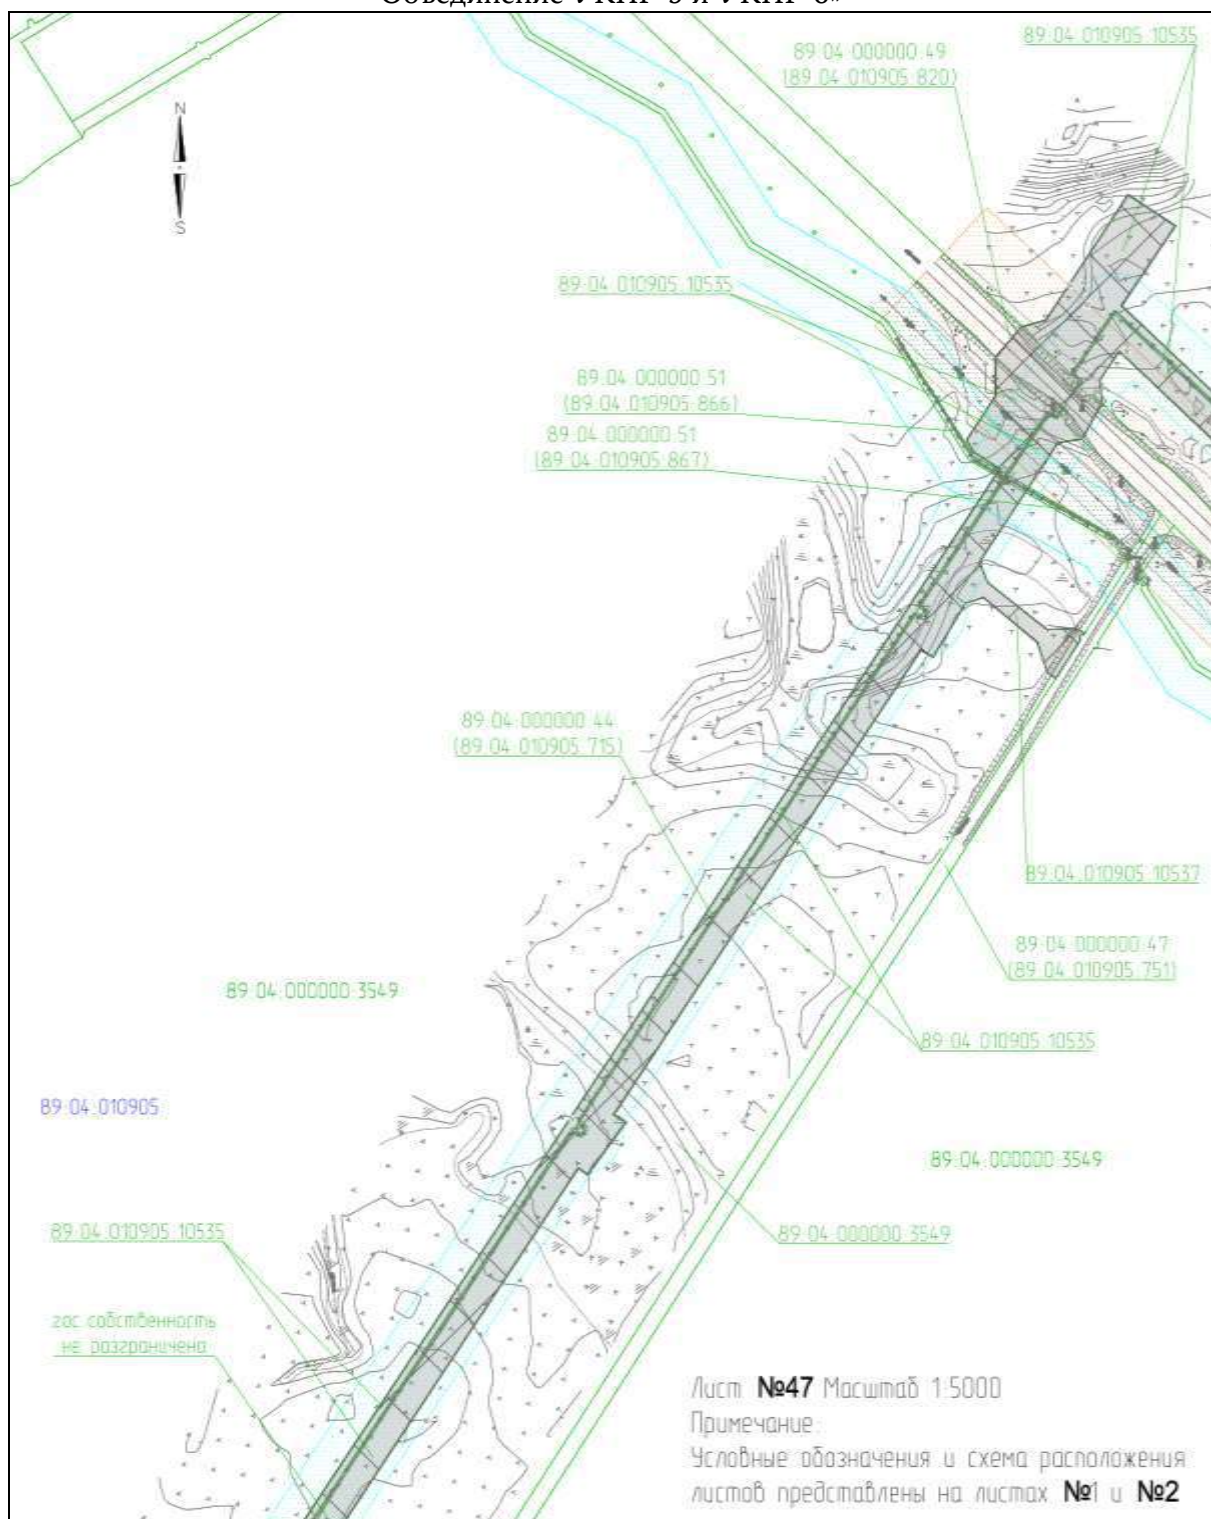 89:04:010905:10535
89:04:000000:49
(89:04:010905:820)
N
S
89:04:010905:10535
89:04:000000:51
(89:04:010905:866)
89:04:000000:51
(89:04:010905:867)
89:04:000000:44
(89:04:010905:715)
89:04:010905:10537
89:04:000000:47
(89:04:010905:751)
89:04:000000:3549
89:04:010905:10535
89:04:010905
89:04:000000:3549
89:04:010905:10535
89:04:000000:3549
гос. собственность
не разграничена
Лист №47 Масштаб 1:5000
Примечание:
Условные обозначения и схема расположения
листов представлены на листах №1 и №2